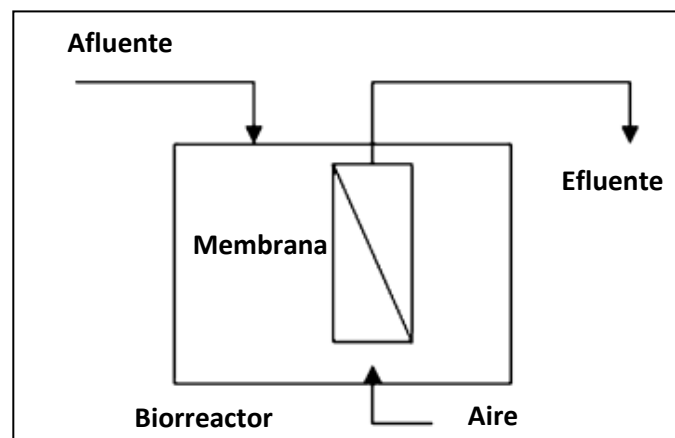 Afluente
Efluente
Membrana
Biorreactor
Aire